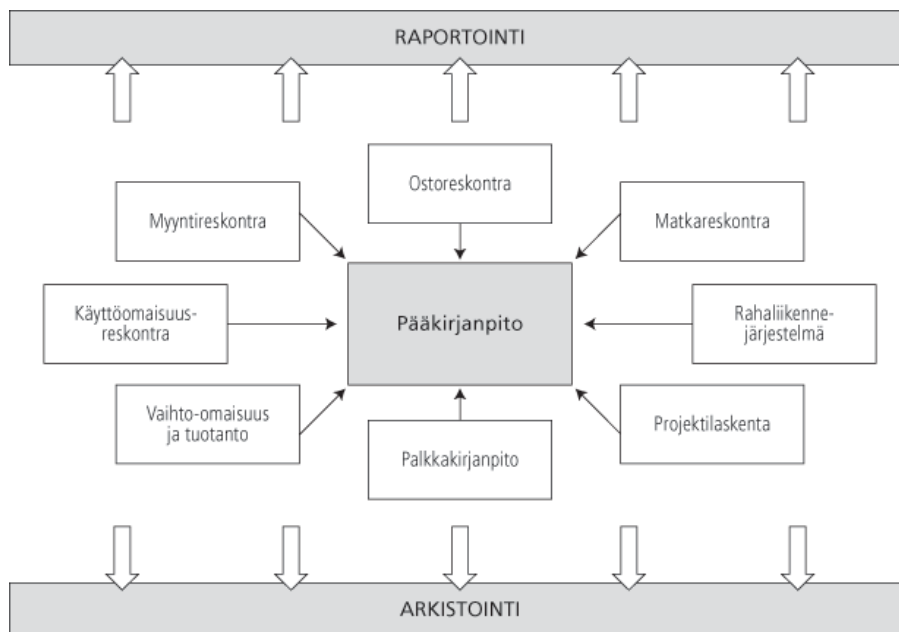 RAPORTOINTI
Ostoreskontra
Myyntireskontra
Matkareskontra
Käyttöomaisuus-
reskontra
Pääkirjanpito
Rahaliikenne-
järjestelmä
Vaihto-omaisuus
ja tuotanto
Palkkakirjanpito
Projektilaskenta
ARKISTOINTI